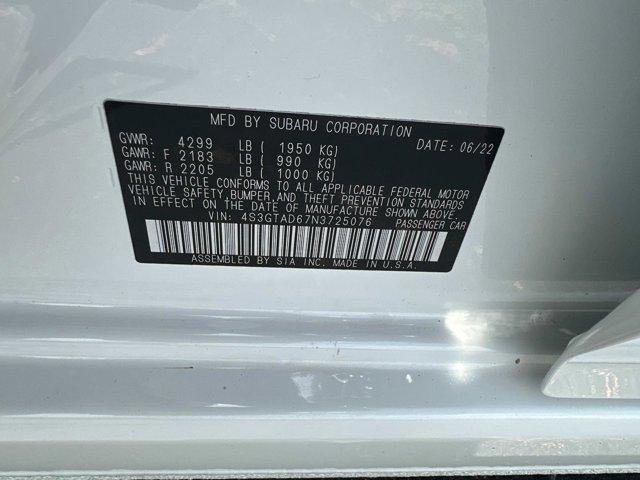 MFD BY SUBARU CORPORATION
GVWR: 4299 LB ( 1950 KG) DATE: 06/22
GAWR: F 2183 LB ( 990 KG)
GAWR: R 2205 LB ( 1000 KG)
THIS VEHICLE CONFORMS TO ALL APPLICABLE FEDERAL MOTOR
VEHICLE SAFETY, BUMPER, AND THEFT PREVENTION STANDARDS
IN EFFECT ON THE DATE OF MANUFACTURE SHOWN ABOVE.
VIN: 4S3GTAD67N3725076 PASSENGER CAR
ASSEMBLED BY SIA INC. MADE IN U.S.A.